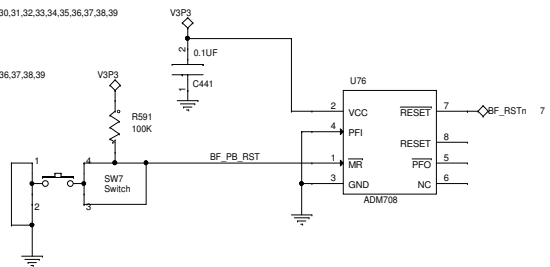 30,31,32,33,34,35,36,37,38,39
36,37,38,39
V3P3
2
0.1UF
C441
1
V3P3
R591
100K
U76
2
VCC
RESET
7
BF_RSTn
7
4
PFI
RESET
8
BF_PB_RST
1
MR
PFO
5
3
GND
NC
6
ADM708
1
4
SW7
Switch
2
3